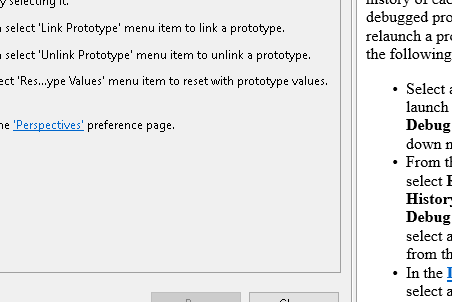 y selecting it.
select 'Link Prototype' menu item to link a prototype.
select 'Unlink Prototype' menu item to unlink a prototype.
ect 'Res...ype Values' menu item to reset with prototype values.
he 'Perspectives' preference page.
history of eac
debugged pro
relaunch a pro
the following
• Select a
launch
Debug
down m
• From th
select
History
Debug
select a
from th
• In the
select a